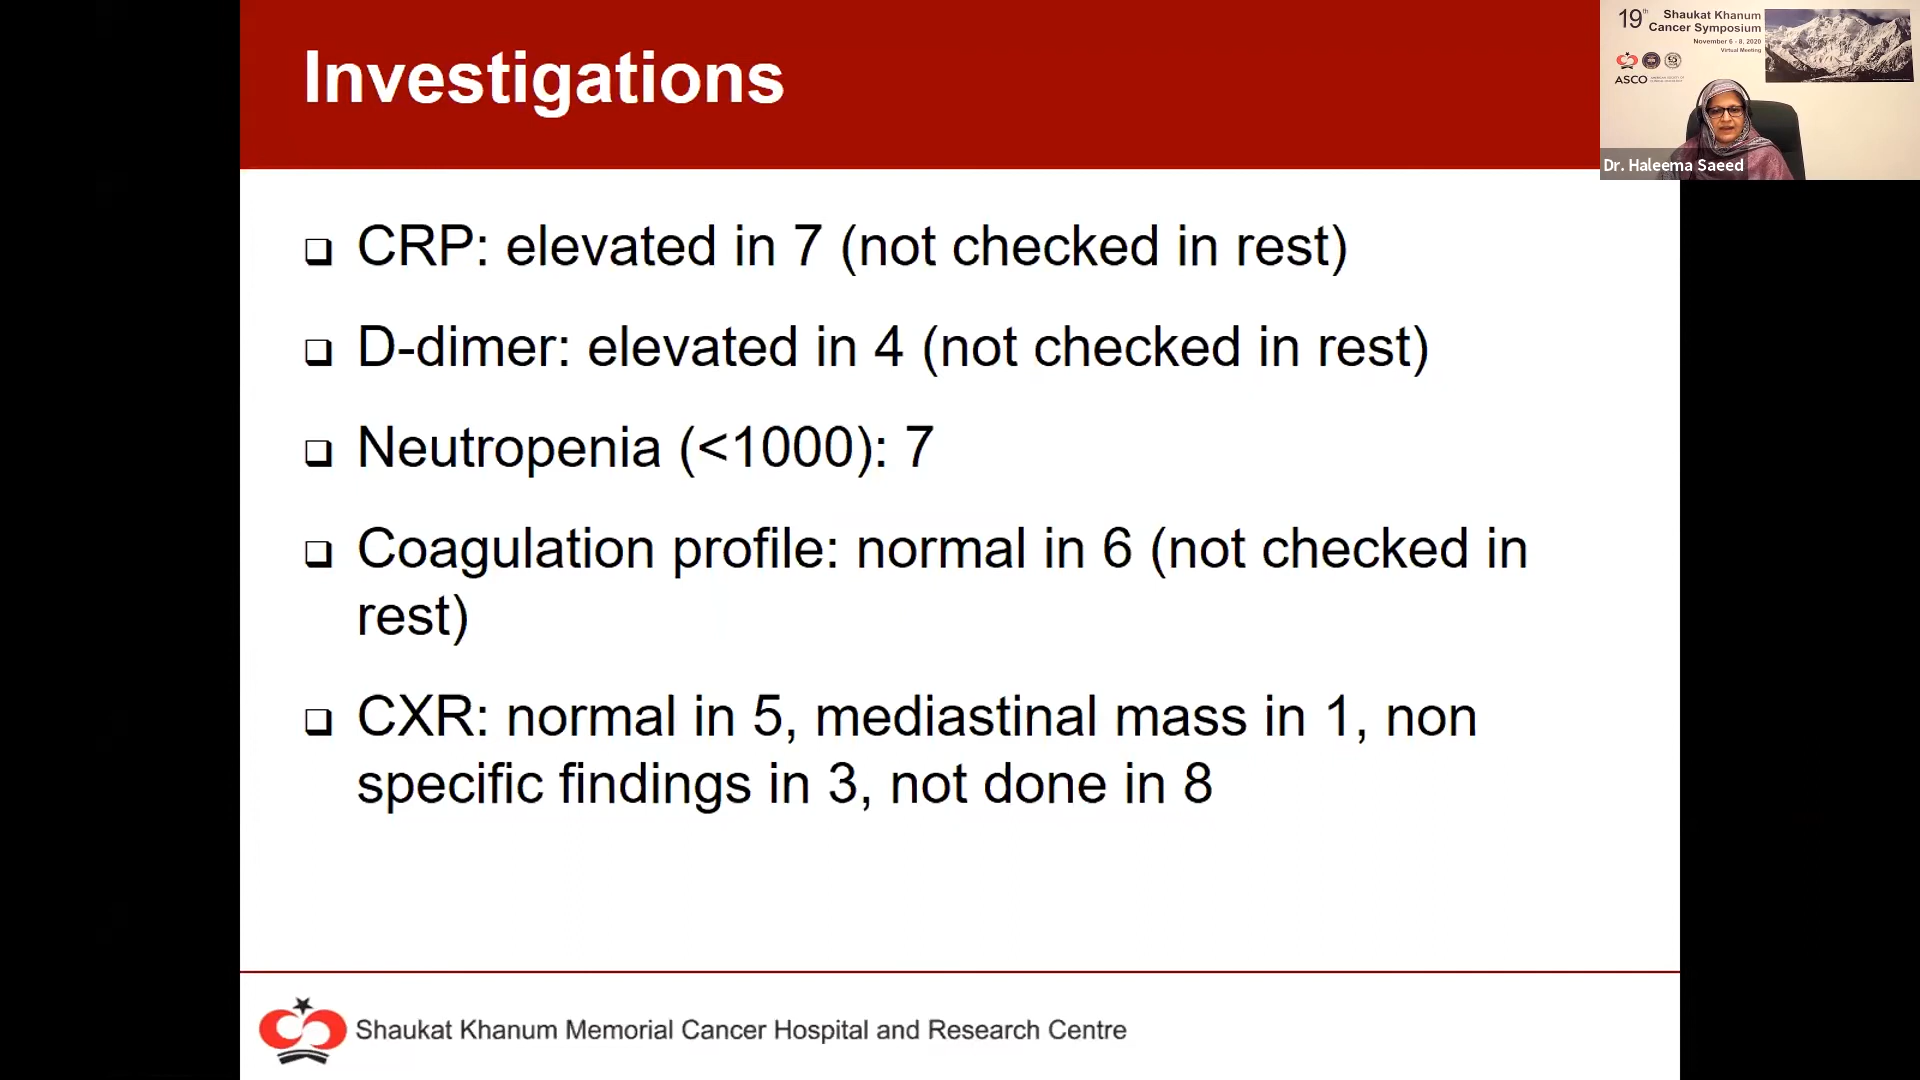 Investigations
CRP: elevated in 7 (not checked in rest)
D-dimer: elevated in 4 (not checked in rest)
Neutropenia (<1000): 7
Coagulation profile: normal in 6 (not checked in
rest)
CXR: normal in 5, mediastinal mass in 1, non
specific findings in 3, not done in 8
Shaukat Khanum Memorial Cancer Hospital and Research Centre
19th Shaukat Khanum
Cancer Symposium
November 6 - 8, 2020
Virtual Meeting
ASCO
Dr. Haleema Saeed